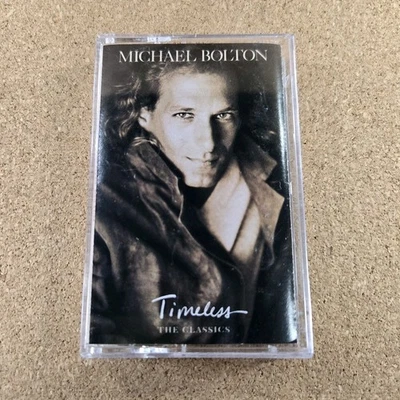 MICHAEL BOLTON
Timeless
THE CLASSICS